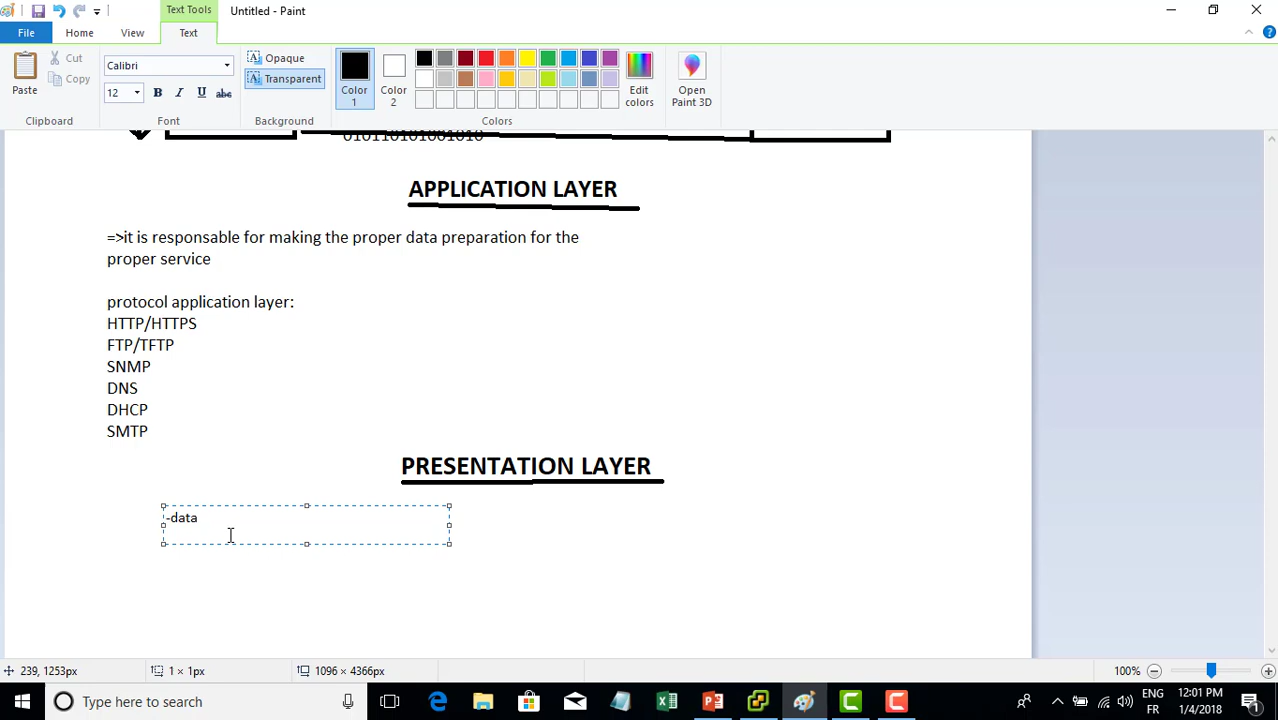 Text Tools
Untitled - Paint
File
Home
View
Text
Paste
Cut
Copy
Clipboard
Calibri
12
B I U abc
Font
Opaque
Transparent
Background
Color 1
Color 2
Edit colors
Colors
Open Paint 3D
010110101001010
APPLICATION LAYER
=>it is responsable for making the proper data preparation for the
proper service
protocol application layer:
HTTP/HTTPS
FTP/TFTP
SNMP
DNS
DHCP
SMTP
PRESENTATION LAYER
-data
239, 1253px
1 × 1px
1096 × 4366px
100%
Type here to search
ENG
FR
12:01 PM
1/4/2018
1